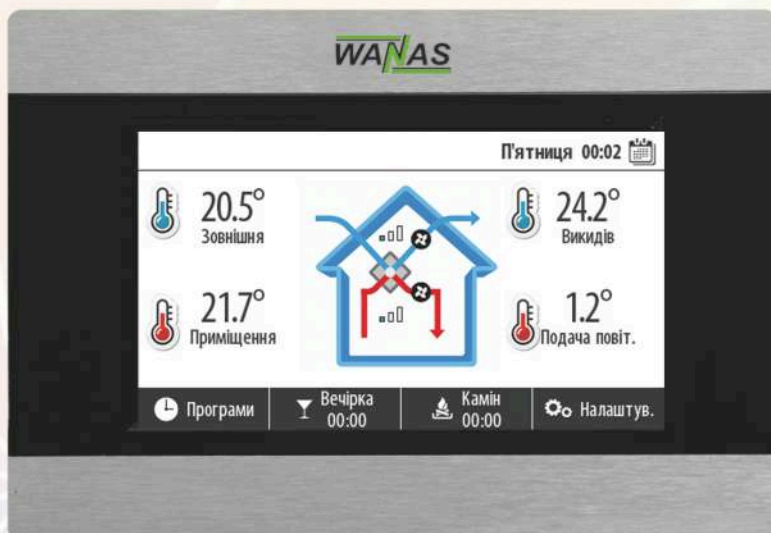 WANAS
П'ятниця 00:02
20.5°
Зовнішня
24.2°
Викидів
21.7°
Приміщення
1.2°
Подача повіт.
Програми
Вечірка
00:00
Камін
00:00
Налаштув.